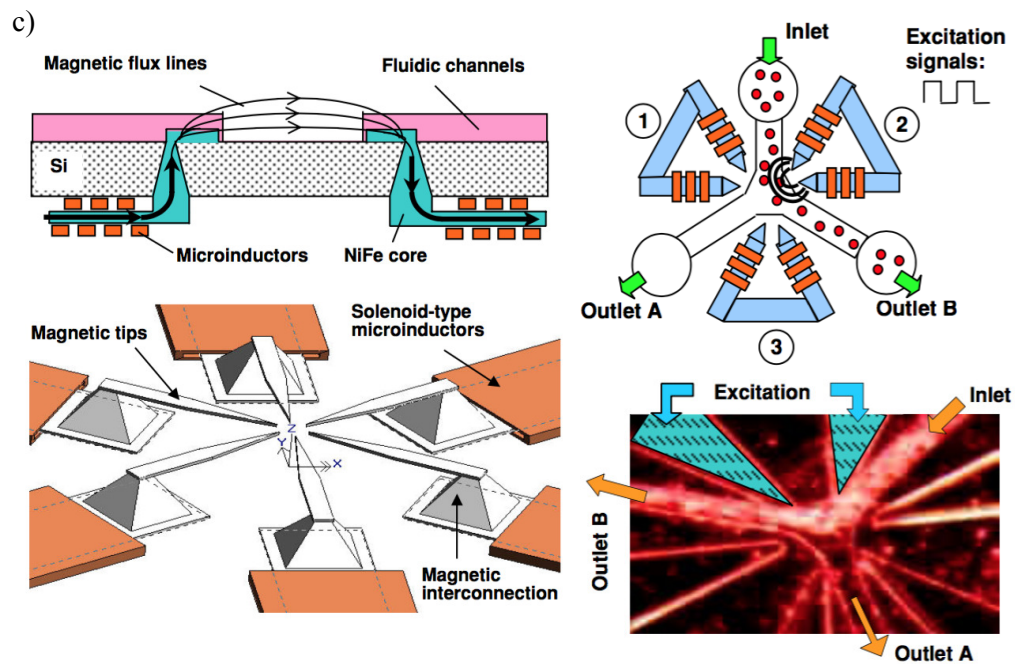 c)
Magnetic flux lines
Fluidic channels
Si
Microinductors
NiFe core
Inlet
Excitation
signals:
1
2
Outlet A
Outlet B
3
Magnetic tips
Solenoid-type
microinductors
Z
Y
X
Magnetic
interconnection
Excitation
Inlet
Outlet B
Outlet A